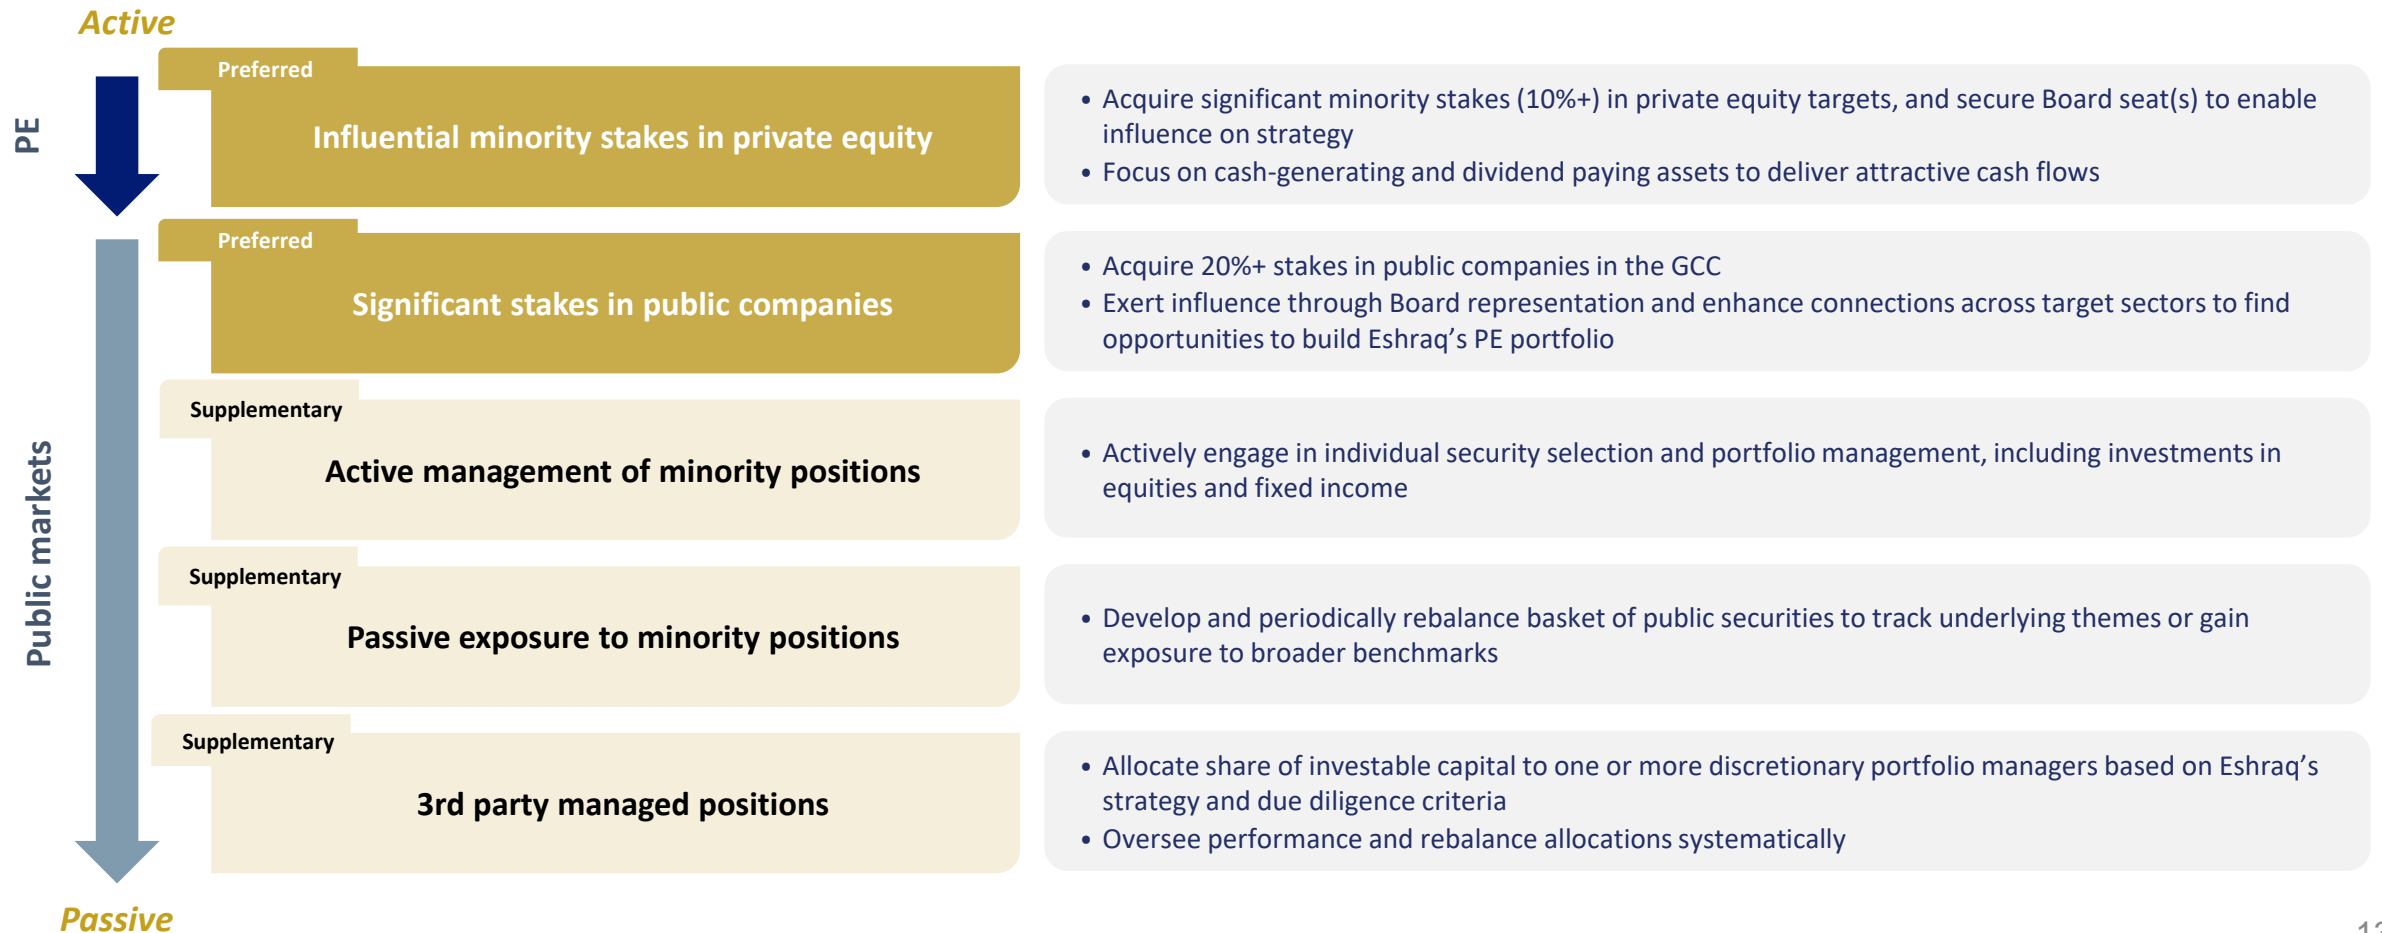 Active
PE
Preferred
Influential minority stakes in private equity
• Acquire significant minority stakes (10%+) in private equity targets, and secure Board seat(s) to enable
influence on strategy
• Focus on cash-generating and dividend paying assets to deliver attractive cash flows
Preferred
Significant stakes in public companies
• Acquire 20%+ stakes in public companies in the GCC
• Exert influence through Board representation and enhance connections across target sectors to find
opportunities to build Eshraq’s PE portfolio
Public markets
Supplementary
Active management of minority positions
• Actively engage in individual security selection and portfolio management, including investments in
equities and fixed income
Supplementary
Passive exposure to minority positions
• Develop and periodically rebalance basket of public securities to track underlying themes or gain
exposure to broader benchmarks
Supplementary
3rd party managed positions
• Allocate share of investable capital to one or more discretionary portfolio managers based on Eshraq’s
strategy and due diligence criteria
• Oversee performance and rebalance allocations systematically
Passive